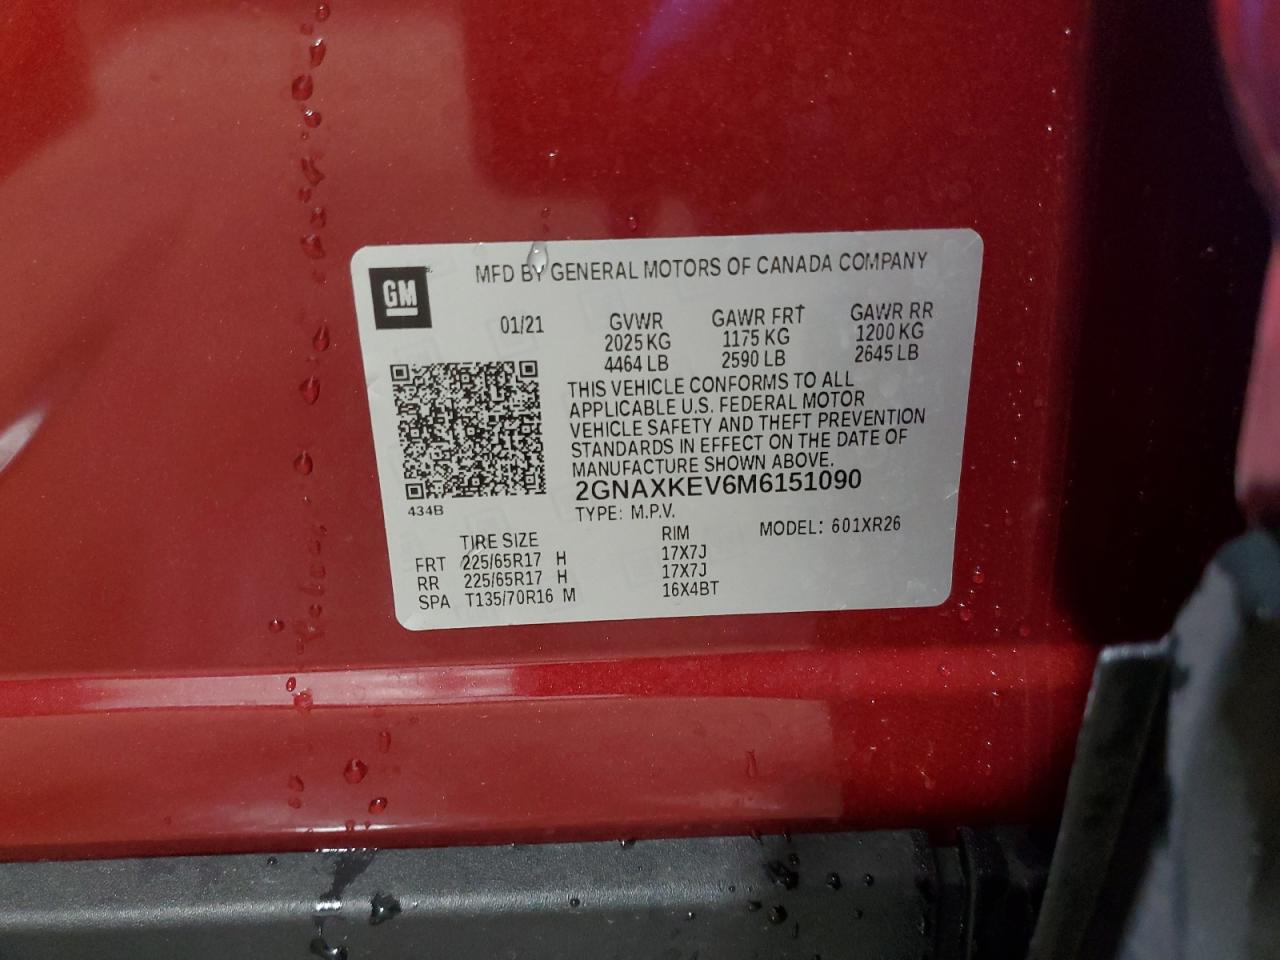 GM
MFD BY GENERAL MOTORS OF CANADA COMPANY
01/21
GVWR GAWR FRT GAWR RR
2025 KG 1175 KG 1200 KG
4464 LB 2590 LB 2645 LB
THIS VEHICLE CONFORMS TO ALL
APPLICABLE U.S. FEDERAL MOTOR
VEHICLE SAFETY AND THEFT PREVENTION
STANDARDS IN EFFECT ON THE DATE OF
MANUFACTURE SHOWN ABOVE.
2GNAXKEV6M6151090
434B
TYPE: M.P.V.
MODEL: 601XR26
TIRE SIZE RIM
FRT 225/65R17 H 17X7J
RR 225/65R17 H 17X7J
SPA T135/70R16 M 16X4BT